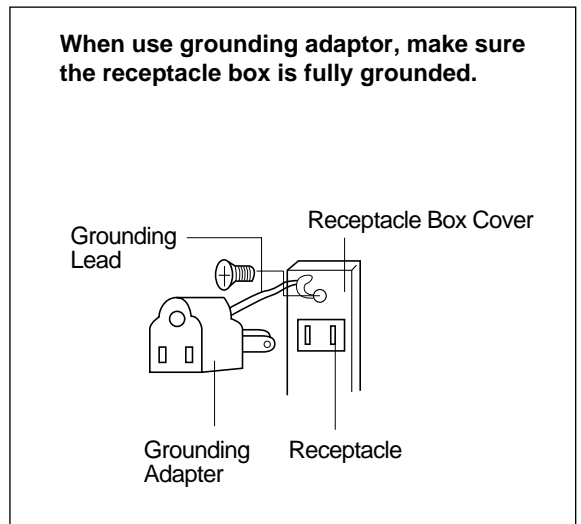 When use grounding adaptor, make sure
the receptacle box is fully grounded.
Receptacle Box Cover
Grounding
Lead
Grounding
Adapter
Receptacle